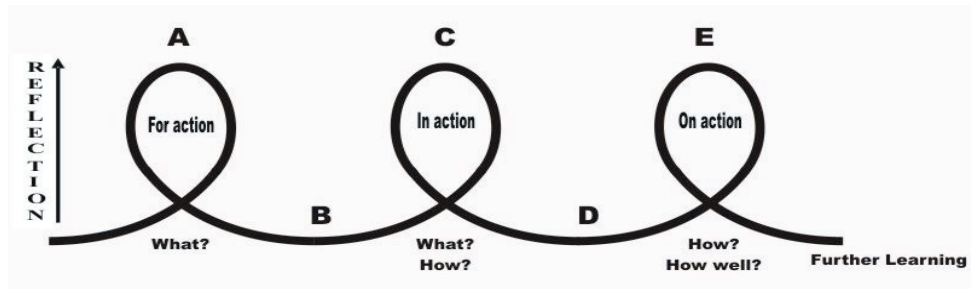 A
C
E
REFLECTION
For action
In action
On action
B
D
What?
What?
How?
How?
How well?
Further Learning